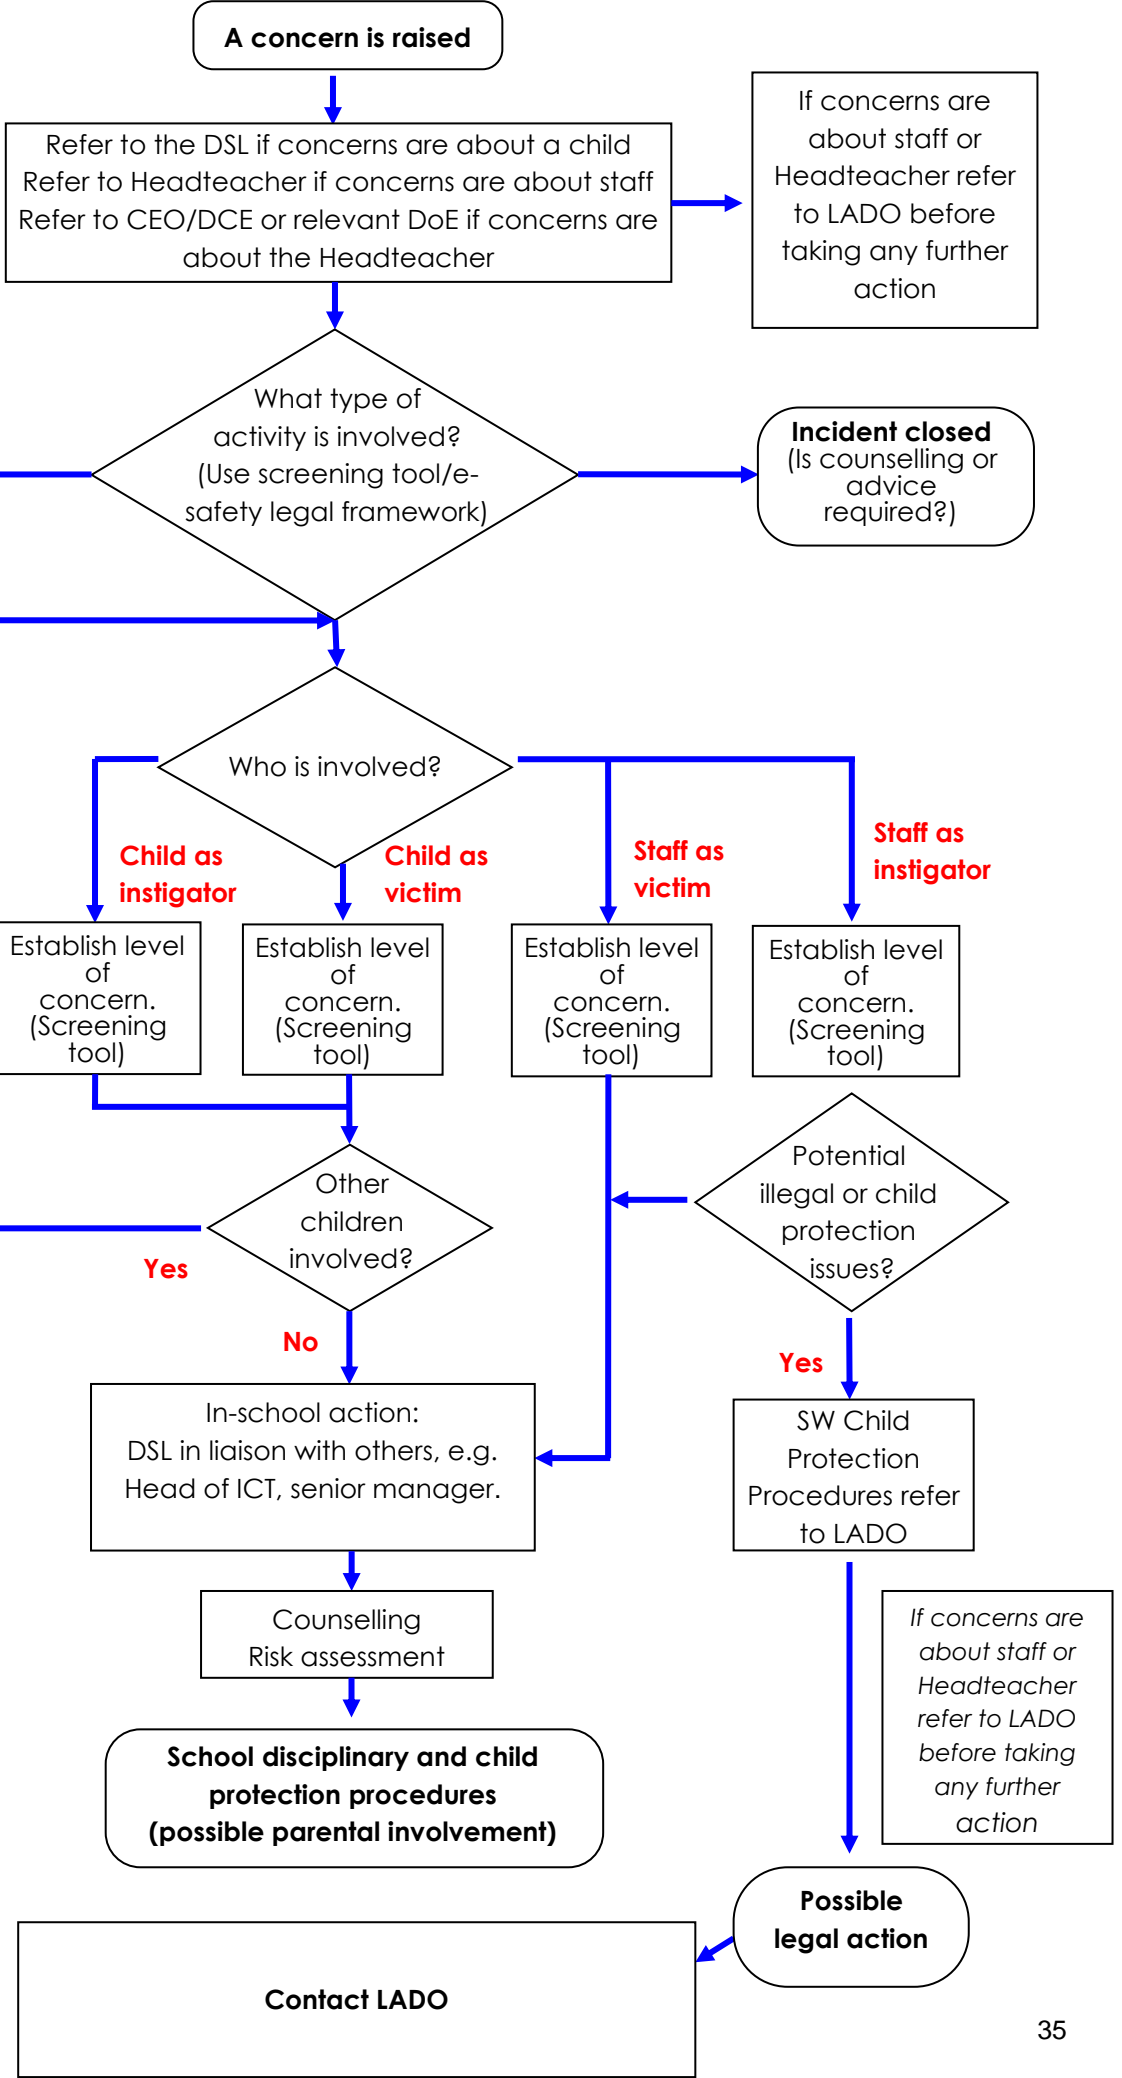 A concern is raised
Refer to the DSL if concerns are about a child
Refer to Headteacher if concerns are about staff
Refer to CEO/DCE or relevant DoE if concerns are
about the Headteacher
If concerns are
about staff or
Headteacher refer
to LADO before
taking any further
action
What type of
activity is involved?
(Use screening tool/e-
safety legal framework)
Incident closed
(Is counselling or
advice
required?)
Who is involved?
Child as
instigator
Child as
victim
Staff as
victim
Staff as
instigator
Establish level
of
concern.
(Screening
tool)
Establish level
of
concern.
(Screening
tool)
Establish level
of
concern.
(Screening
tool)
Establish level
of
concern.
(Screening
tool)
Other
children
involved?
Potential
illegal or child
protection
issues?
Yes
No
Yes
In-school action:
DSL in liaison with others, e.g.
Head of ICT, senior manager.
SW Child
Protection
Procedures refer
to LADO
Counselling
Risk assessment
If concerns are
about staff or
Headteacher
refer to LADO
before taking
any further
action
School disciplinary and child
protection procedures
(possible parental involvement)
Possible
legal action
Contact LADO
35